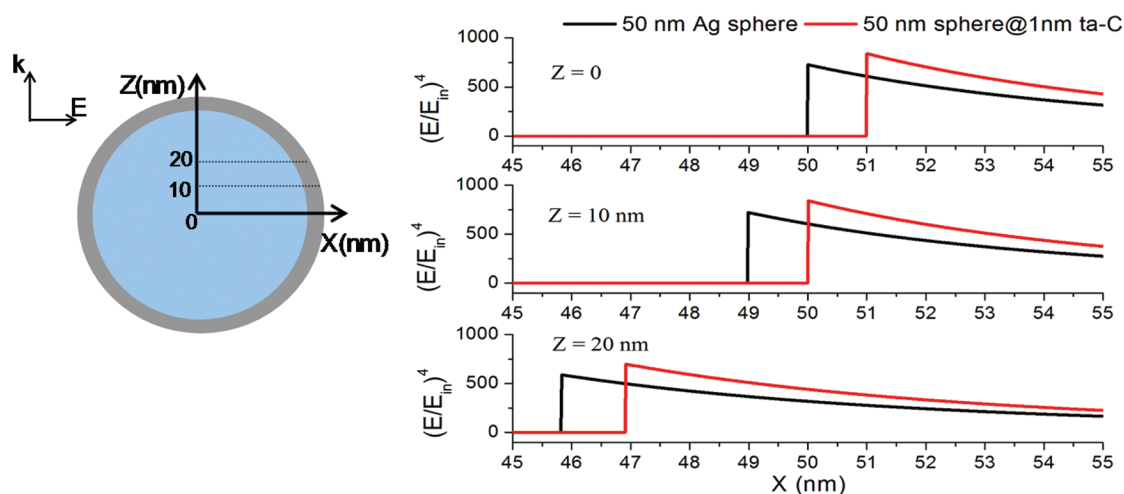 k
E
Z(nm)
20
10
0
X(nm)
50 nm Ag sphere 50 nm sphere@1nm ta-C
1000
500
0
(E/E_in)^4
Z = 0
45 46 47 48 49 50 51 52 53 54 55
1000
500
0
(E/E_in)^4
Z = 10 nm
45 46 47 48 49 50 51 52 53 54 55
1000
500
0
(E/E_in)^4
Z = 20 nm
45 46 47 48 49 50 51 52 53 54 55
X (nm)